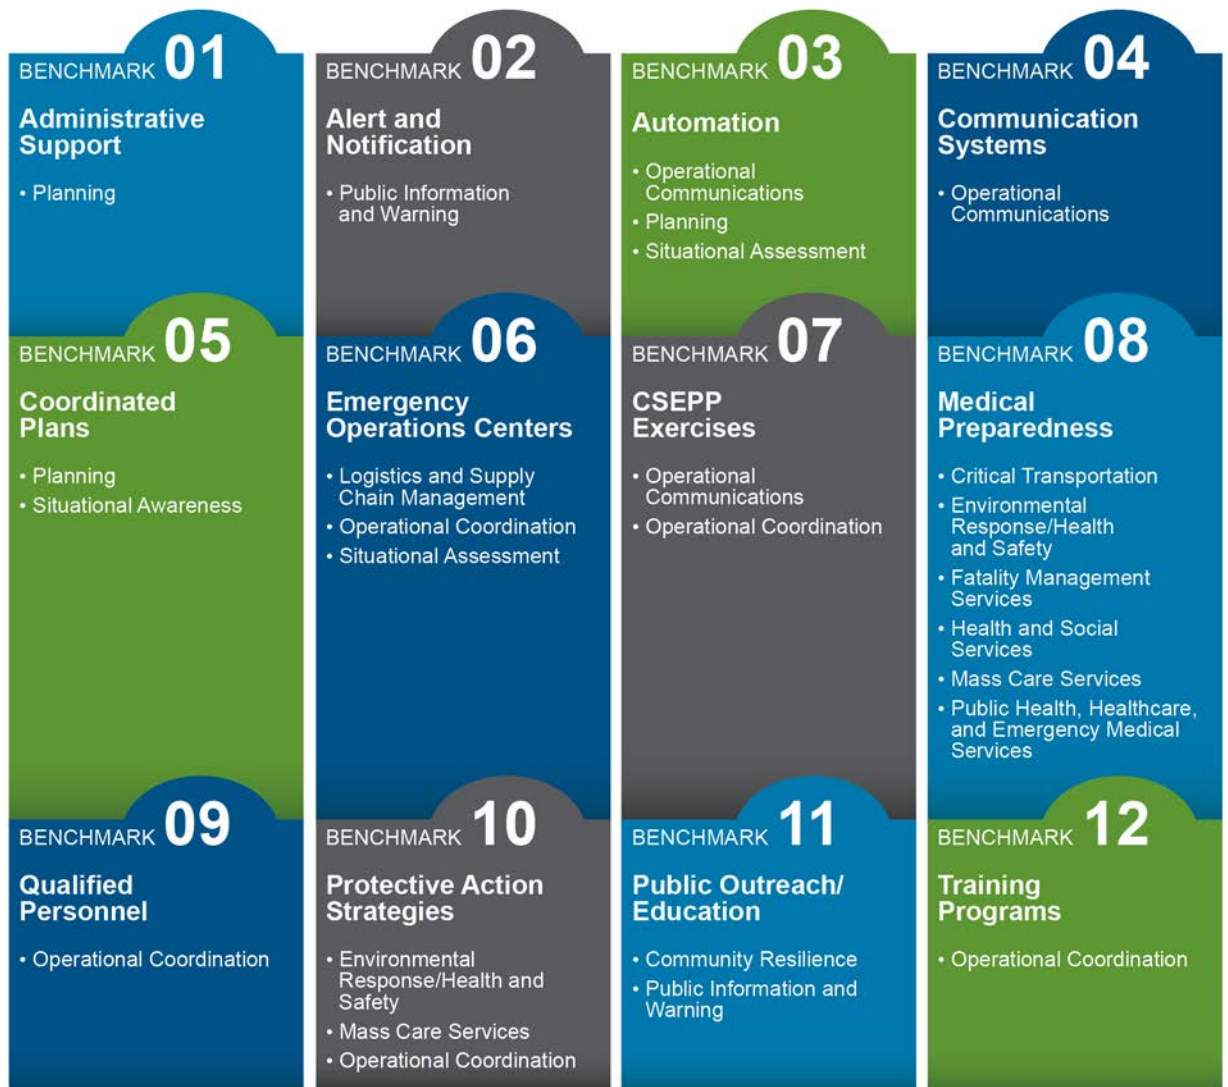 BENCHMARK 01
Administrative
Support
• Planning
BENCHMARK 02
Alert and
Notification
• Public Information
and Warning
BENCHMARK 03
Automation
• Operational
Communications
• Planning
• Situational Assessment
BENCHMARK 04
Communication
Systems
• Operational
Communications
BENCHMARK 05
Coordinated
Plans
• Planning
• Situational Awareness
BENCHMARK 06
Emergency
Operations Centers
• Logistics and Supply
Chain Management
• Operational Coordination
• Situational Assessment
BENCHMARK 07
CSEPP
Exercises
• Operational
Communications
• Operational Coordination
BENCHMARK 08
Medical
Preparedness
• Critical Transportation
• Environmental
Response/Health
and Safety
• Fatality Management
Services
• Health and Social
Services
• Mass Care Services
• Public Health, Healthcare,
and Emergency Medical
Services
BENCHMARK 09
Qualified
Personnel
• Operational Coordination
BENCHMARK 10
Protective Action
Strategies
• Environmental
Response/Health and
Safety
• Mass Care Services
• Operational Coordination
BENCHMARK 11
Public Outreach/
Education
• Community Resilience
• Public Information and
Warning
BENCHMARK 12
Training
Programs
• Operational Coordination